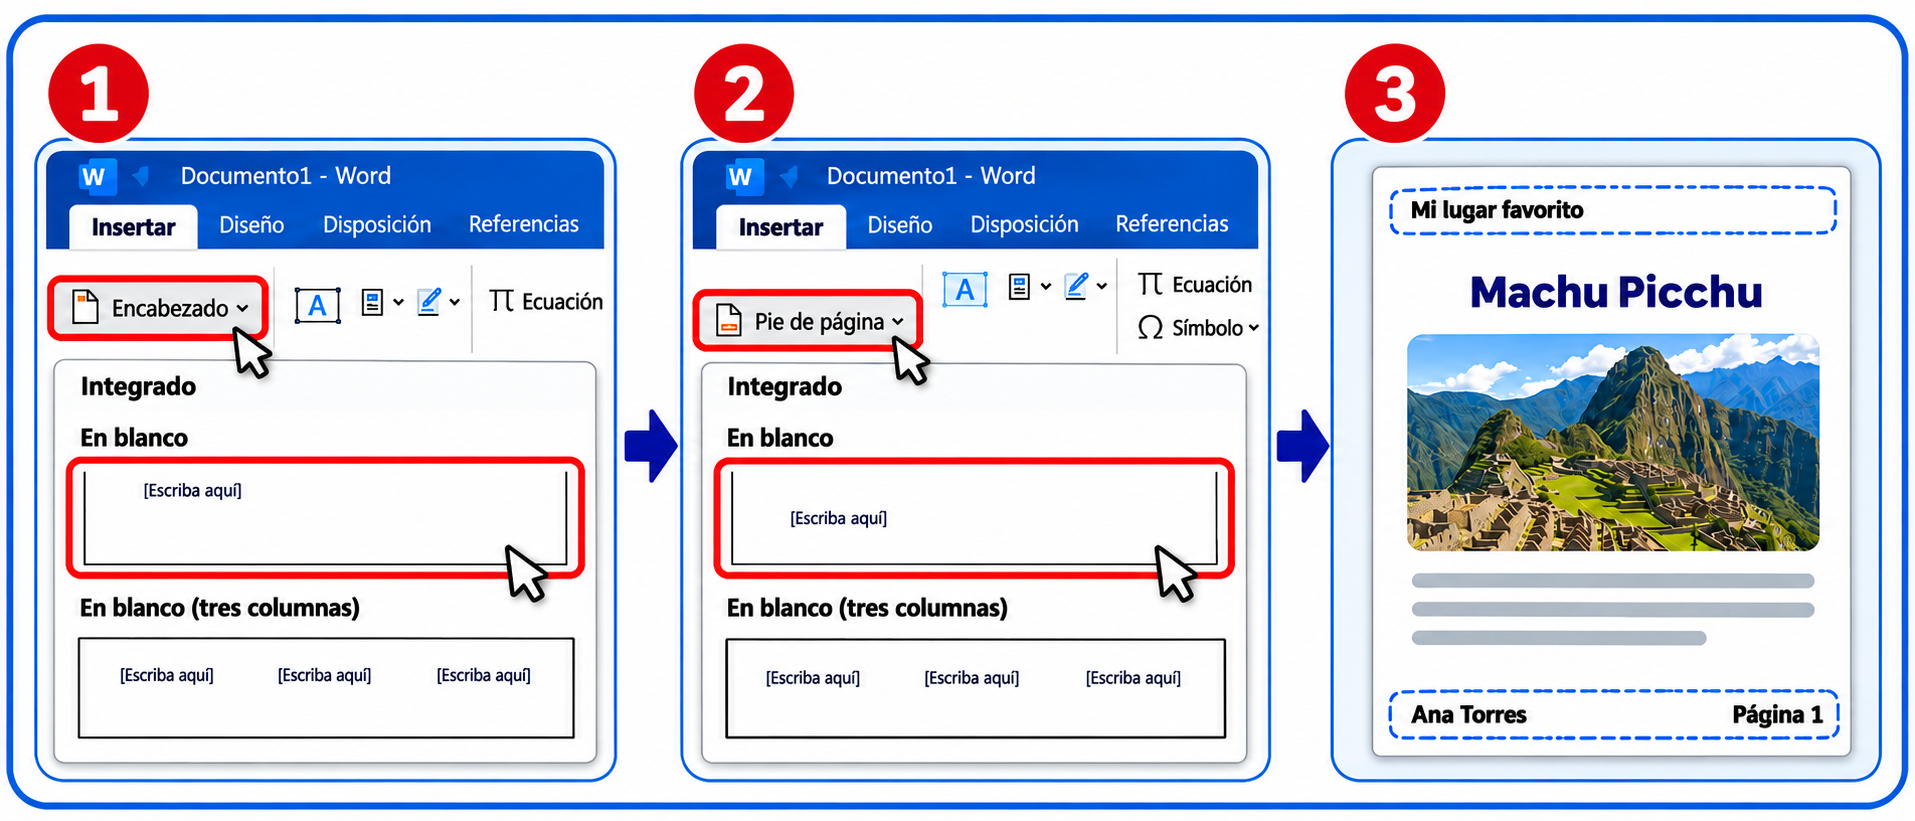 1
W
Documento1 - Word
Insertar Diseño Disposición Referencias
Encabezado
A
π Ecuación
Integrado
En blanco
[Escriba aquí]
En blanco (tres columnas)
[Escriba aquí] [Escriba aquí] [Escriba aquí]
2
W
Documento1 - Word
Insertar Diseño Disposición Referencias
Pie de página
A
π Ecuación
Ω Símbolo
Integrado
En blanco
[Escriba aquí]
En blanco (tres columnas)
[Escriba aquí] [Escriba aquí] [Escriba aquí]
3
Mi lugar favorito
Machu Picchu
Ana Torres Página 1